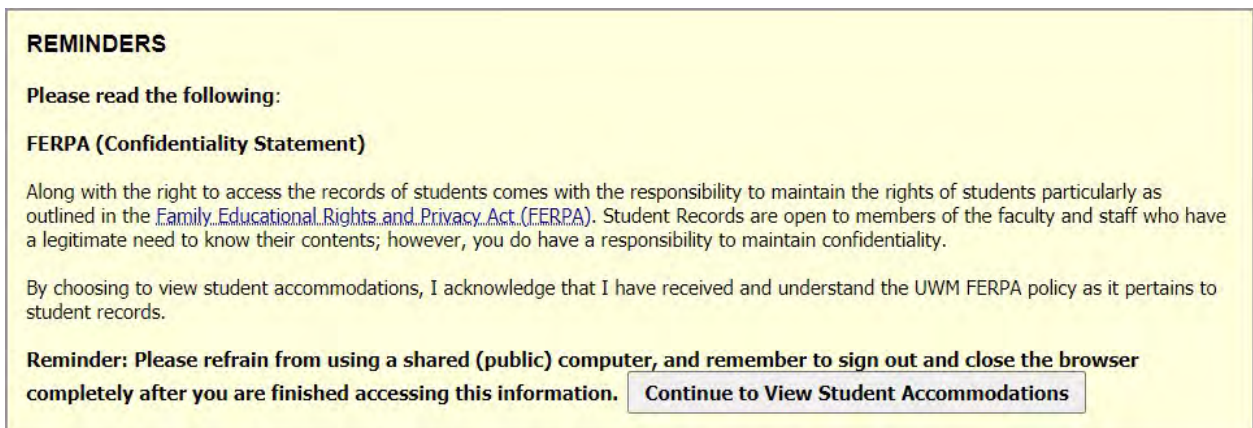 REMINDERS
Please read the following:
FERPA (Confidentiality Statement)
Along with the right to access the records of students comes with the responsibility to maintain the rights of students particularly as
outlined in the Family Educational Rights and Privacy Act (FERPA). Student Records are open to members of the faculty and staff who have
a legitimate need to know their contents; however, you do have a responsibility to maintain confidentiality.
By choosing to view student accommodations, I acknowledge that I have received and understand the UWM FERPA policy as it pertains to
student records.
Reminder: Please refrain from using a shared (public) computer, and remember to sign out and close the browser
completely after you are finished accessing this information. Continue to View Student Accommodations